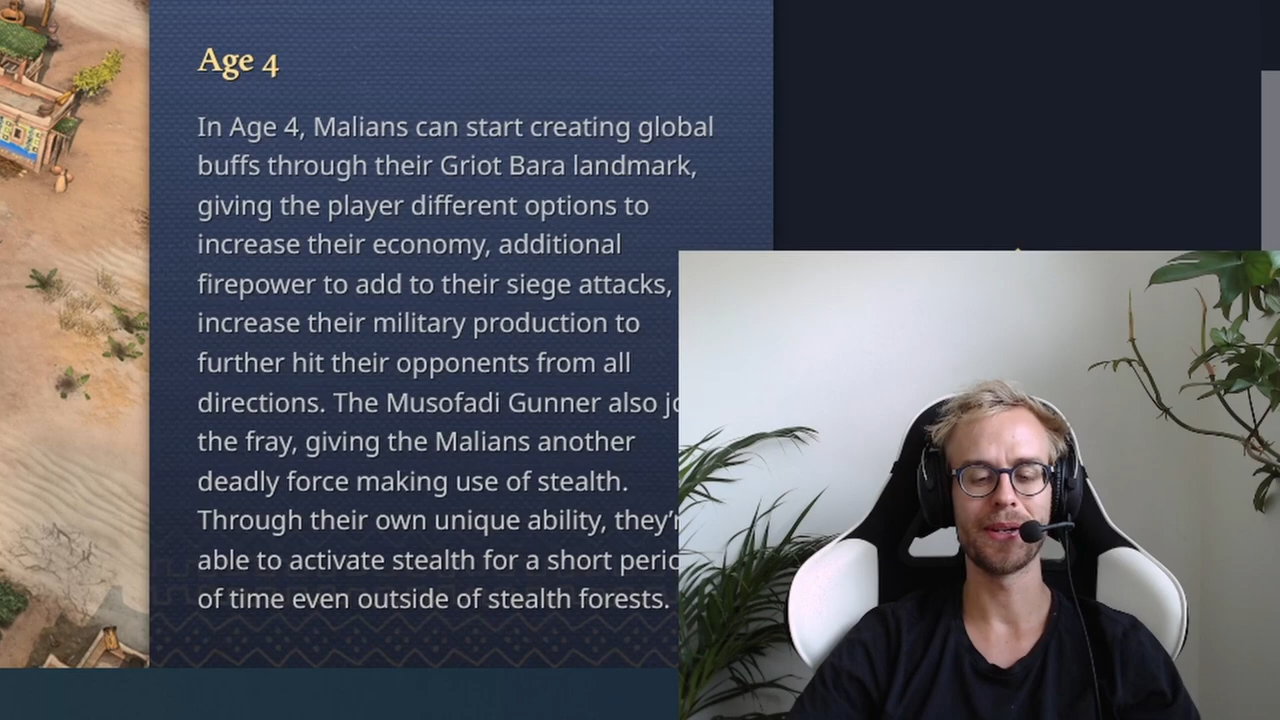 Age 4
In Age 4, Malians can start creating global
buffs through their Griot Bara landmark,
giving the player different options to
increase their economy, additional
firepower to add to their siege attacks,
increase their military production to
further hit their opponents from all
directions. The Musofadi Gunner also
the fray, giving the Malians another
deadly force making use of stealth.
Through their own unique ability,
able to activate stealth for a short
of time even outside of stealth forests.